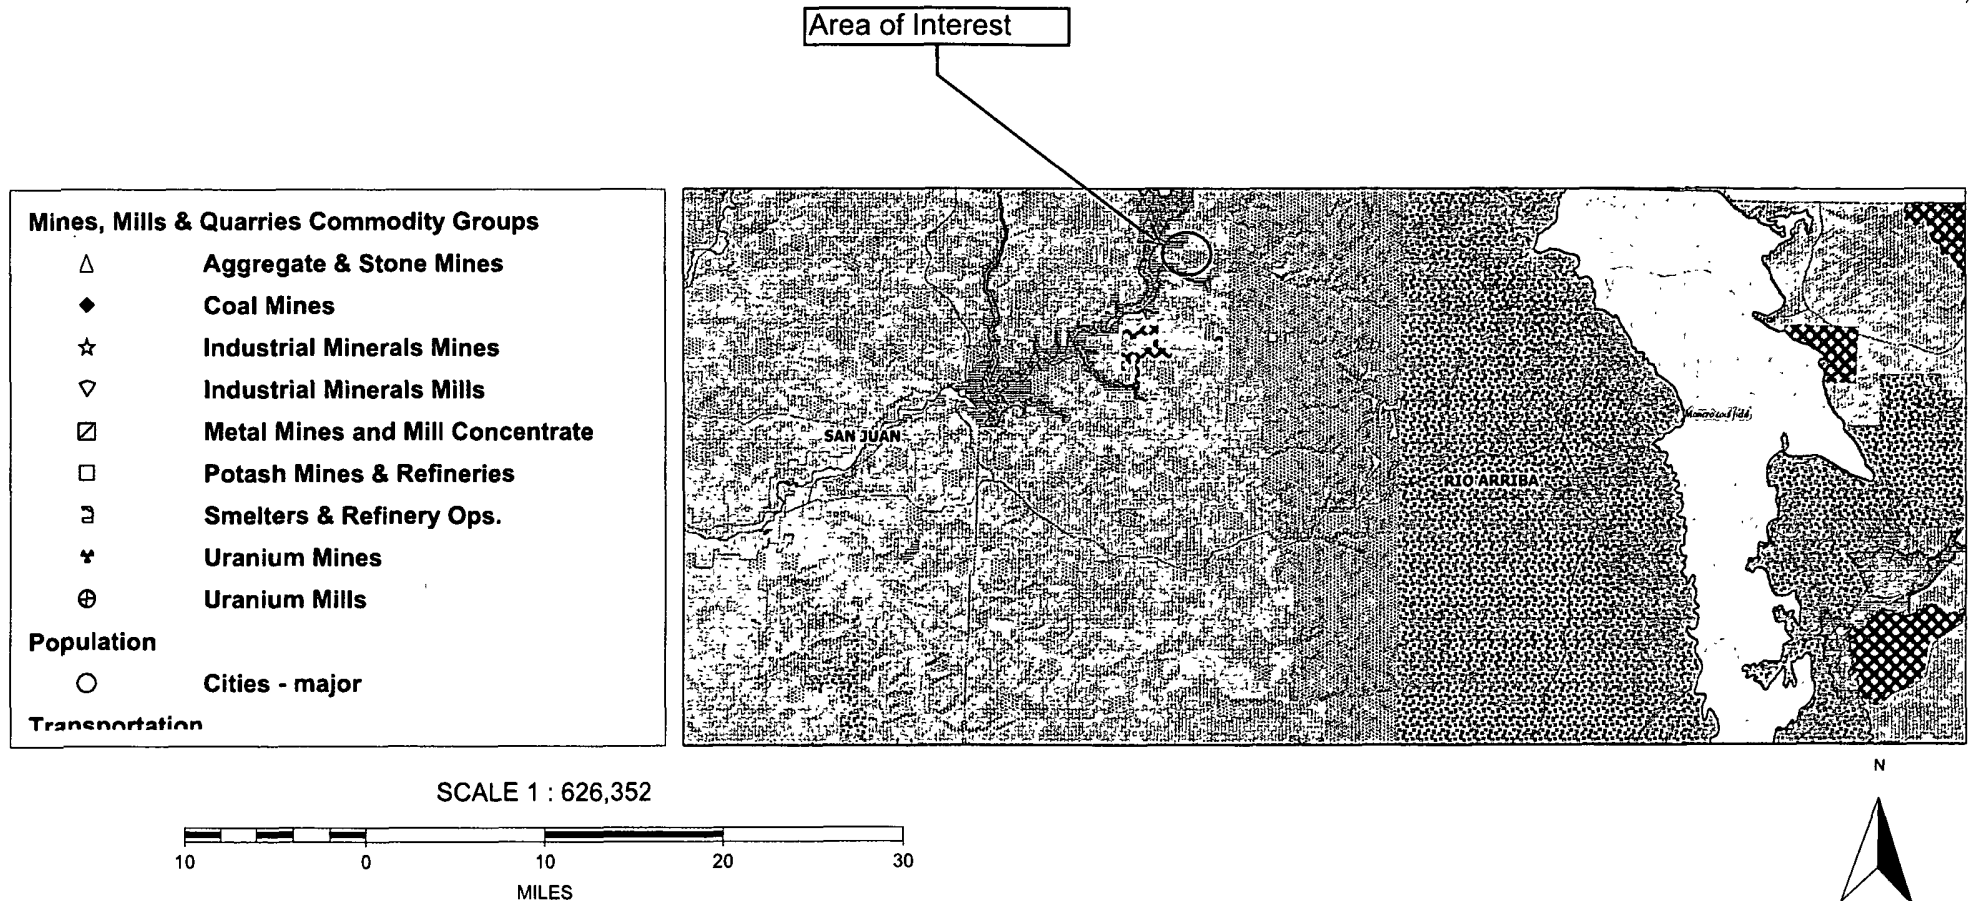 Area of Interest
Mines, Mills & Quarries Commodity Groups
Aggregate & Stone Mines
Coal Mines
Industrial Minerals Mines
Industrial Minerals Mills
Metal Mines and Mill Concentrate
Potash Mines & Refineries
Smelters & Refinery Ops.
Uranium Mines
Uranium Mills
Population
Cities - major
Transportation
SAN JUAN
RIO ARRIBA
SCALE 1 : 626,352
10 0 10 20 30
MILES
N